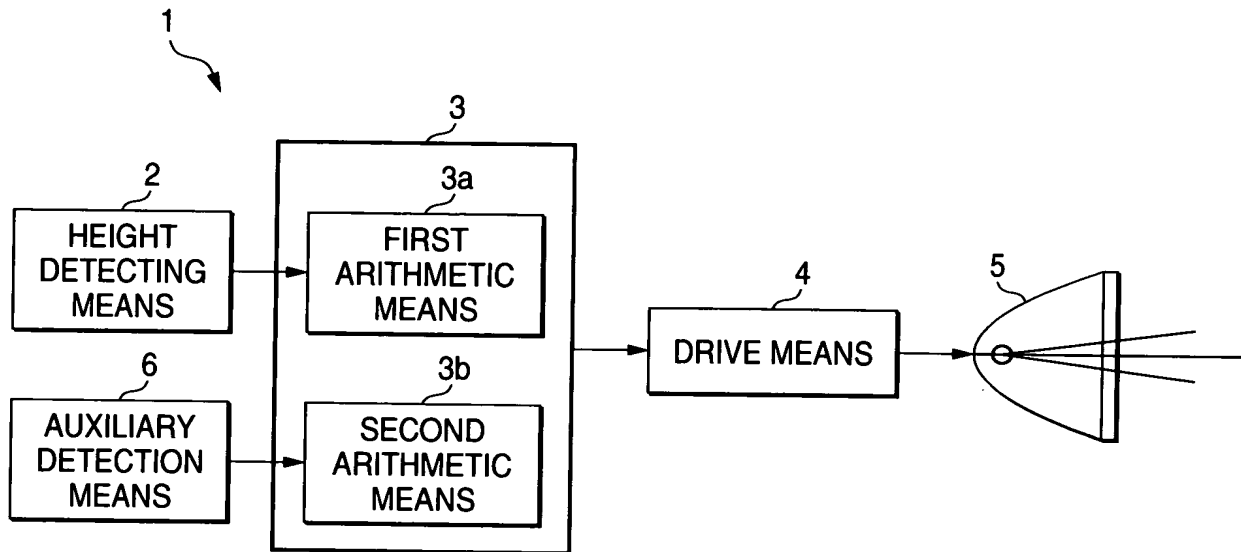 1
3
2
HEIGHT
DETECTING
MEANS
3a
FIRST
ARITHMETIC
MEANS
4
DRIVE MEANS
5
6
AUXILIARY
DETECTION
MEANS
3b
SECOND
ARITHMETIC
MEANS